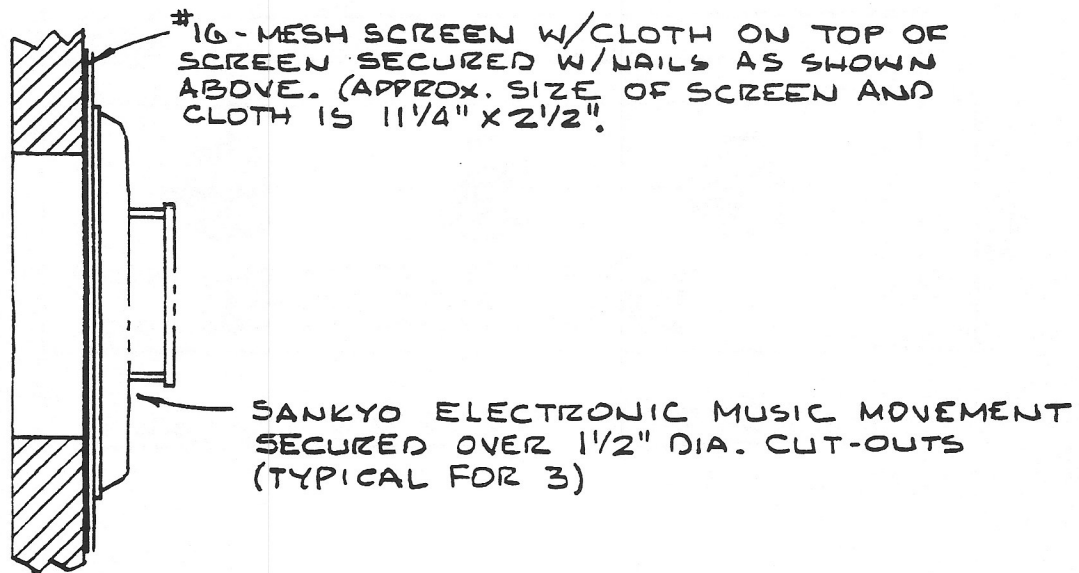 #16-MESH SCREEN W/CLOTH ON TOP OF
SCREEN SECURED W/NAILS AS SHOWN
ABOVE. (APPROX. SIZE OF SCREEN AND
CLOTH IS 11 1/4" X 2 1/2".
SANKYO ELECTRONIC MUSIC MOVEMENT
SECURED OVER 1 1/2" DIA. CUT-OUTS
(TYPICAL FOR 3)